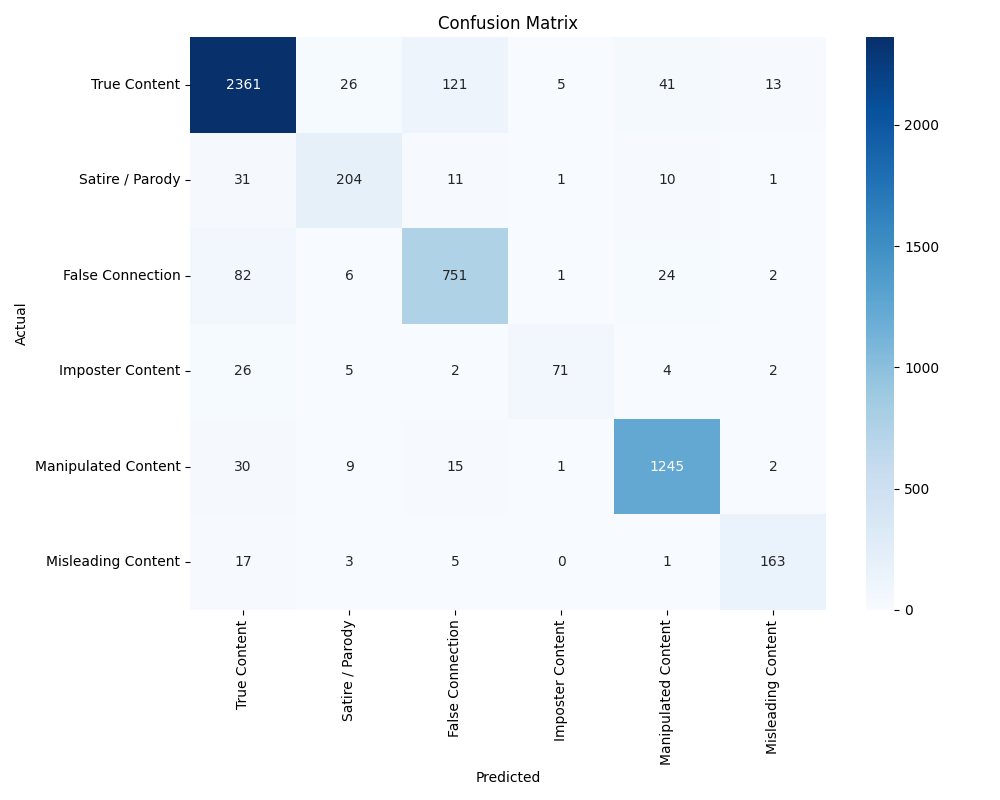 Confusion Matrix
True Content 2361 26 121 5 41 13
Satire / Parody 31 204 11 1 10 1
False Connection 82 6 751 1 24 2
Imposter Content 26 5 2 71 4 2
Manipulated Content 30 9 15 1 1245 2
Misleading Content 17 3 5 0 1 163
Actual
True Content
Satire / Parody
False Connection
Imposter Content
Manipulated Content
Misleading Content
Predicted
2000
1500
1000
500
0